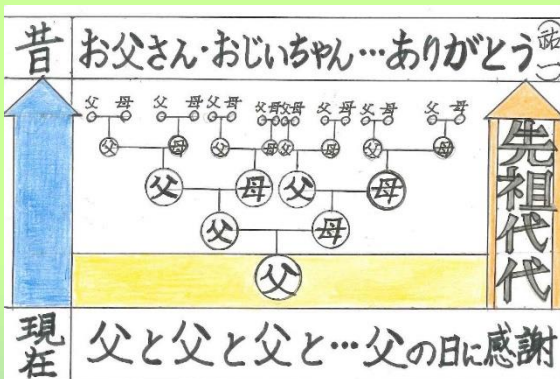 昔
お父さん・おじいちゃん…ありがとう
祐一
父 母 父 母 父 母 父 母 父 母 父 母 父 母 父 母
父 母 父 母 父 母 父 母
父 母 父 母
父 母
父
先祖代代
現在
父と父と父と…父の日に感謝